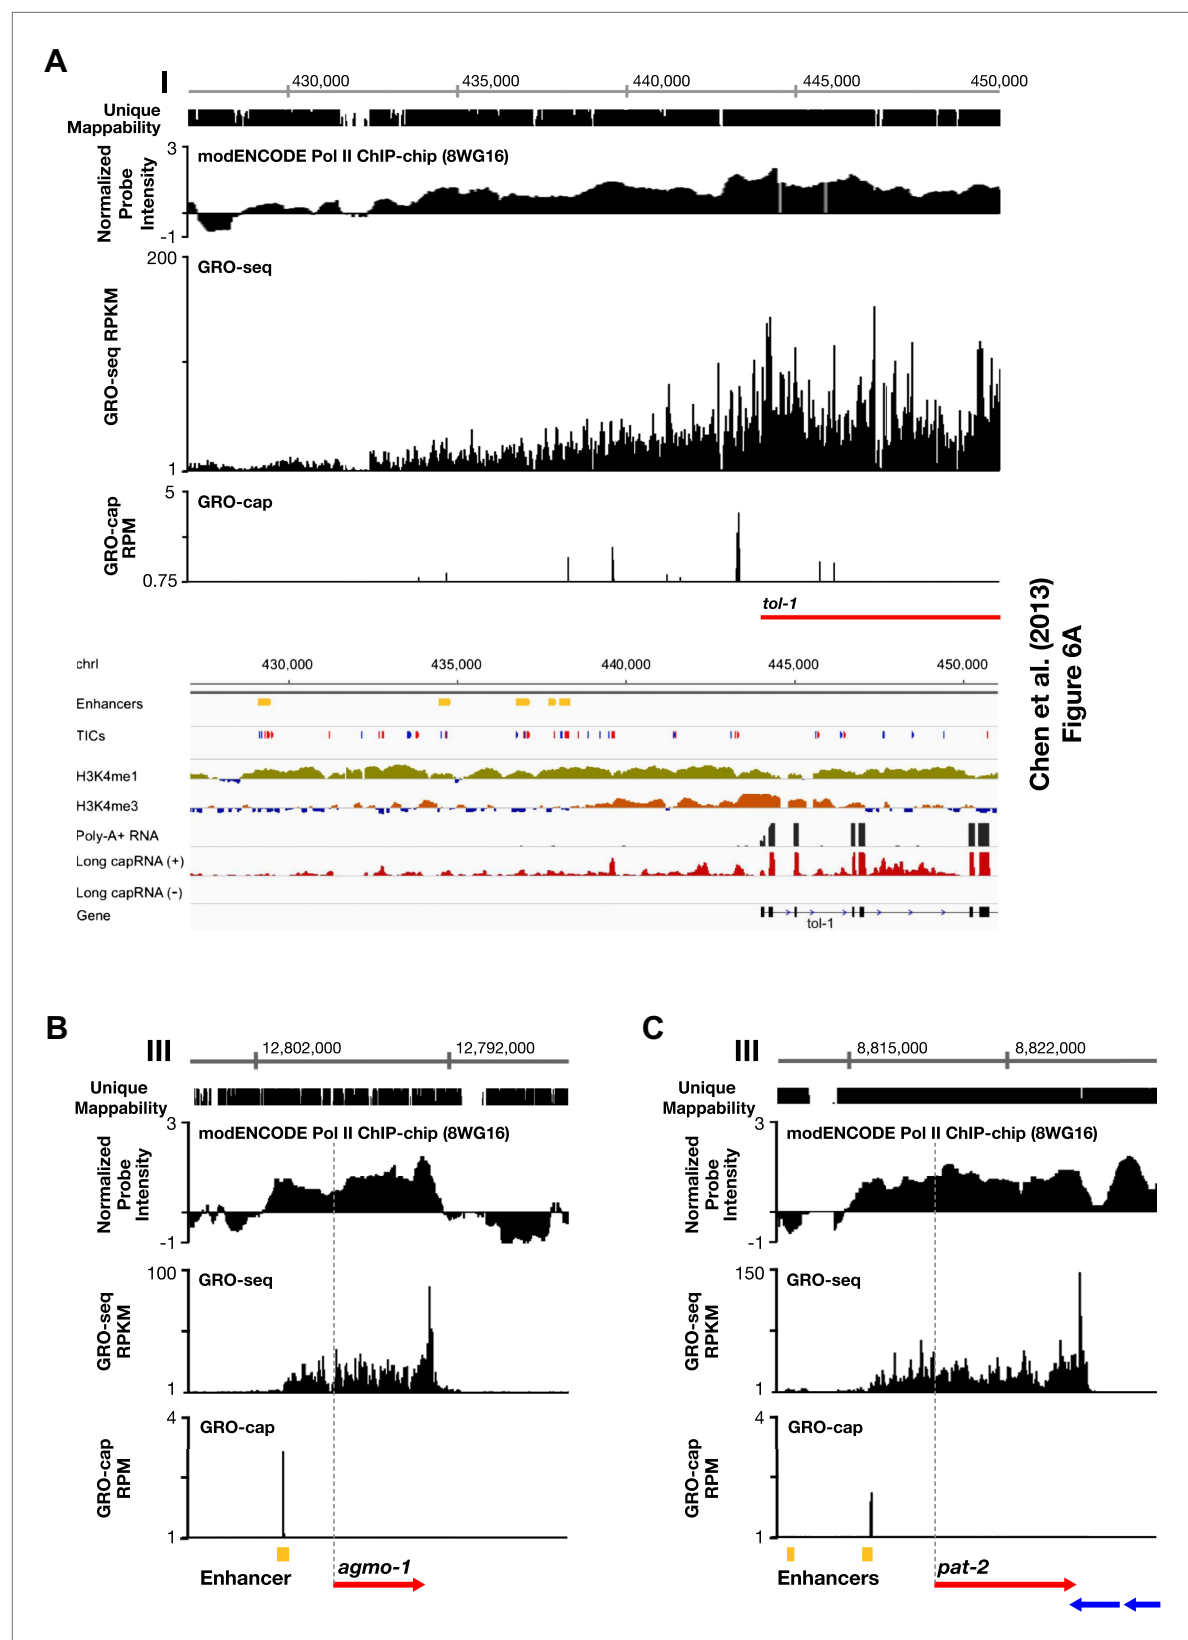 A
I
430,000 435,000 440,000 445,000 450,000
Unique
Mappability
3
modENCODE Pol II ChIP-chip (8WG16)
Normalized
Probe
Intensity
-1
200
GRO-seq
GRO-seq RPKM
1
5
GRO-cap
GRO-cap
RPM
0.75
tol-1
Chen et al. (2013)
Figure 6A
chrI 430,000 435,000 440,000 445,000 450,000
Enhancers
TICs
H3K4me1
H3K4me3
Poly-A+ RNA
Long capRNA (+)
Long capRNA (-)
Gene
tol-1
B
III
12,802,000 12,792,000
Unique
Mappability
3
modENCODE Pol II ChIP-chip (8WG16)
Normalized
Probe
Intensity
-1
100
GRO-seq
GRO-seq
RPKM
1
4
GRO-cap
GRO-cap
RPM
1
Enhancer
agmo-1
C
III
8,815,000 8,822,000
Unique
Mappability
3
modENCODE Pol II ChIP-chip (8WG16)
Normalized
Probe
Intensity
-1
150
GRO-seq
GRO-seq
RPKM
1
4
GRO-cap
GRO-cap
RPM
1
Enhancers
pat-2